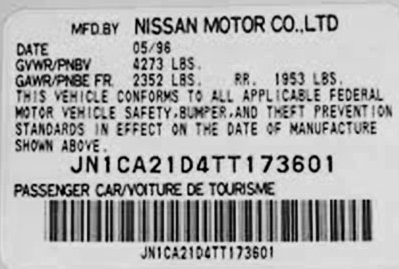 MFD.BY NISSAN MOTOR CO.,LTD
DATE 05/96
GVWR/PNBV 4273 LBS.
GAWR/PNBE FR. 2352 LBS. RR. 1953 LBS.
THIS VEHICLE CONFORMS TO ALL APPLICABLE FEDERAL
MOTOR VEHICLE SAFETY,BUMPER,AND THEFT PREVENTION
STANDARDS IN EFFECT ON THE DATE OF MANUFACTURE
SHOWN ABOVE.
JN1CA21D4TT173601
PASSENGER CAR/VOITURE DE TOURISME
JN1CA21D4TT173601